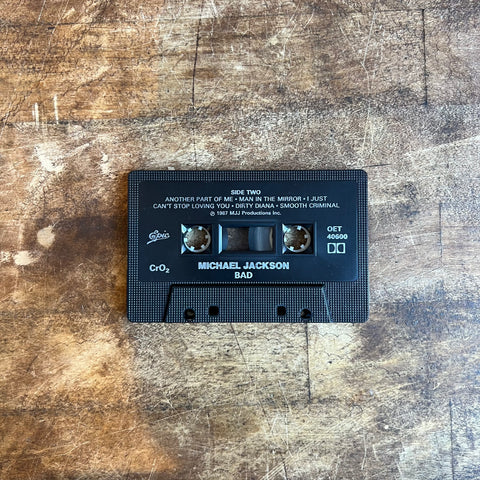 SIDE TWO
ANOTHER PART OF ME • MAN IN THE MIRROR • I JUST
CAN'T STOP LOVING YOU • DIRTY DIANA • SMOOTH CRIMINAL
℗ 1987 MJJ Productions Inc.
Epic
OET
40600
CrO₂
MICHAEL JACKSON
BAD